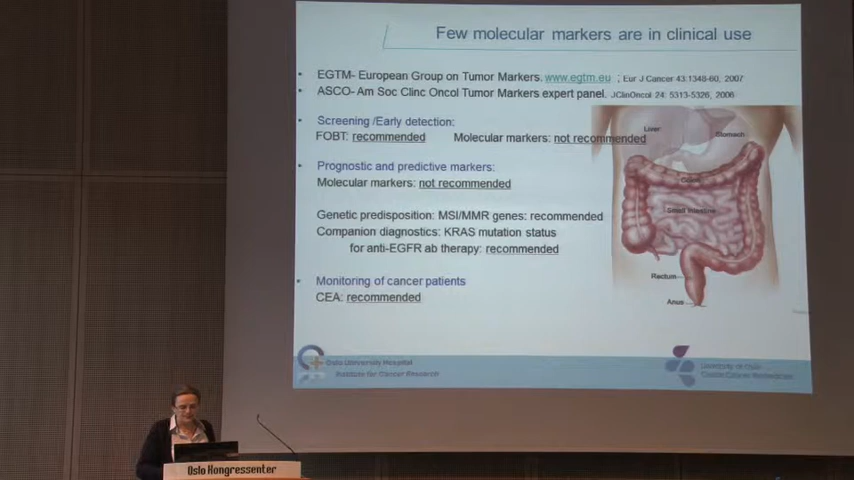 Few molecular markers are in clinical use
• EGTM- European Group on Tumor Markers. www.egtm.eu ; Eur J Cancer 43:1348-60, 2007
• ASCO- Am Soc Clinc Oncol Tumor Markers expert panel. JClinOncol 24: 5313-5326, 2006
• Screening /Early detection:
FOBT: recommended Molecular markers: not recommended
• Prognostic and predictive markers:
Molecular markers: not recommended
Genetic predisposition: MSI/MMR genes: recommended
Companion diagnostics: KRAS mutation status
for anti-EGFR ab therapy: recommended
• Monitoring of cancer patients
CEA: recommended
Liver
Stomach
Colon
Small Intestine
Rectum
Anus
Oslo University Hospital
Institute for Cancer Research
University of Oslo
Oslo Kongressenter